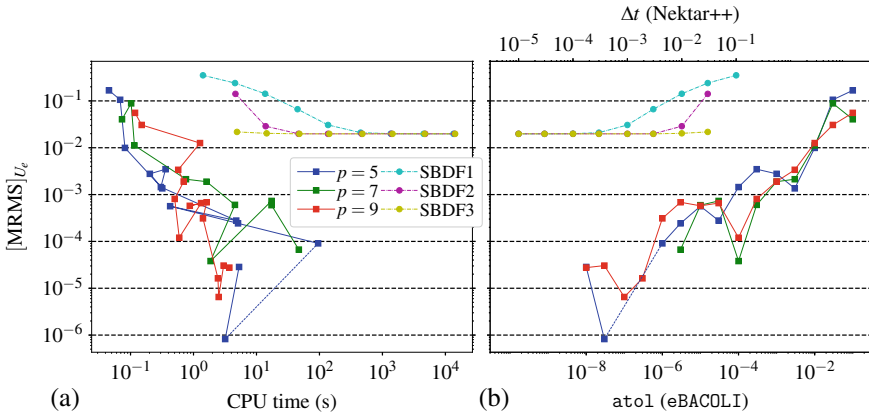 Δt (Nektar++)
10⁻⁵ 10⁻⁴ 10⁻³ 10⁻² 10⁻¹
[MRMS]_{U_e}
10⁻¹
10⁻²
10⁻³
10⁻⁴
10⁻⁵
10⁻⁶
p = 5 SBDF1
p = 7 SBDF2
p = 9 SBDF3
10⁻¹ 10⁰ 10¹ 10² 10³ 10⁴
10⁻⁸ 10⁻⁶ 10⁻⁴ 10⁻²
(a) CPU time (s)
(b) atol (eBACOLI)